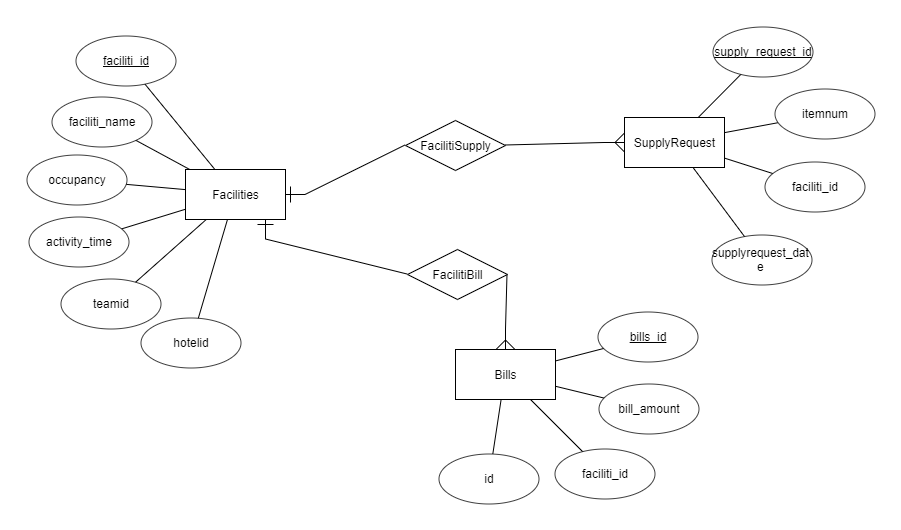 supply_request_id
faciliti_id
itemnum
faciliti_name
FacilitiSupply
SupplyRequest
occupancy
faciliti_id
Facilities
activity_time
supplyrequest_dat
e
FacilitiBill
teamid
hotelid
bills_id
Bills
bill_amount
id
faciliti_id